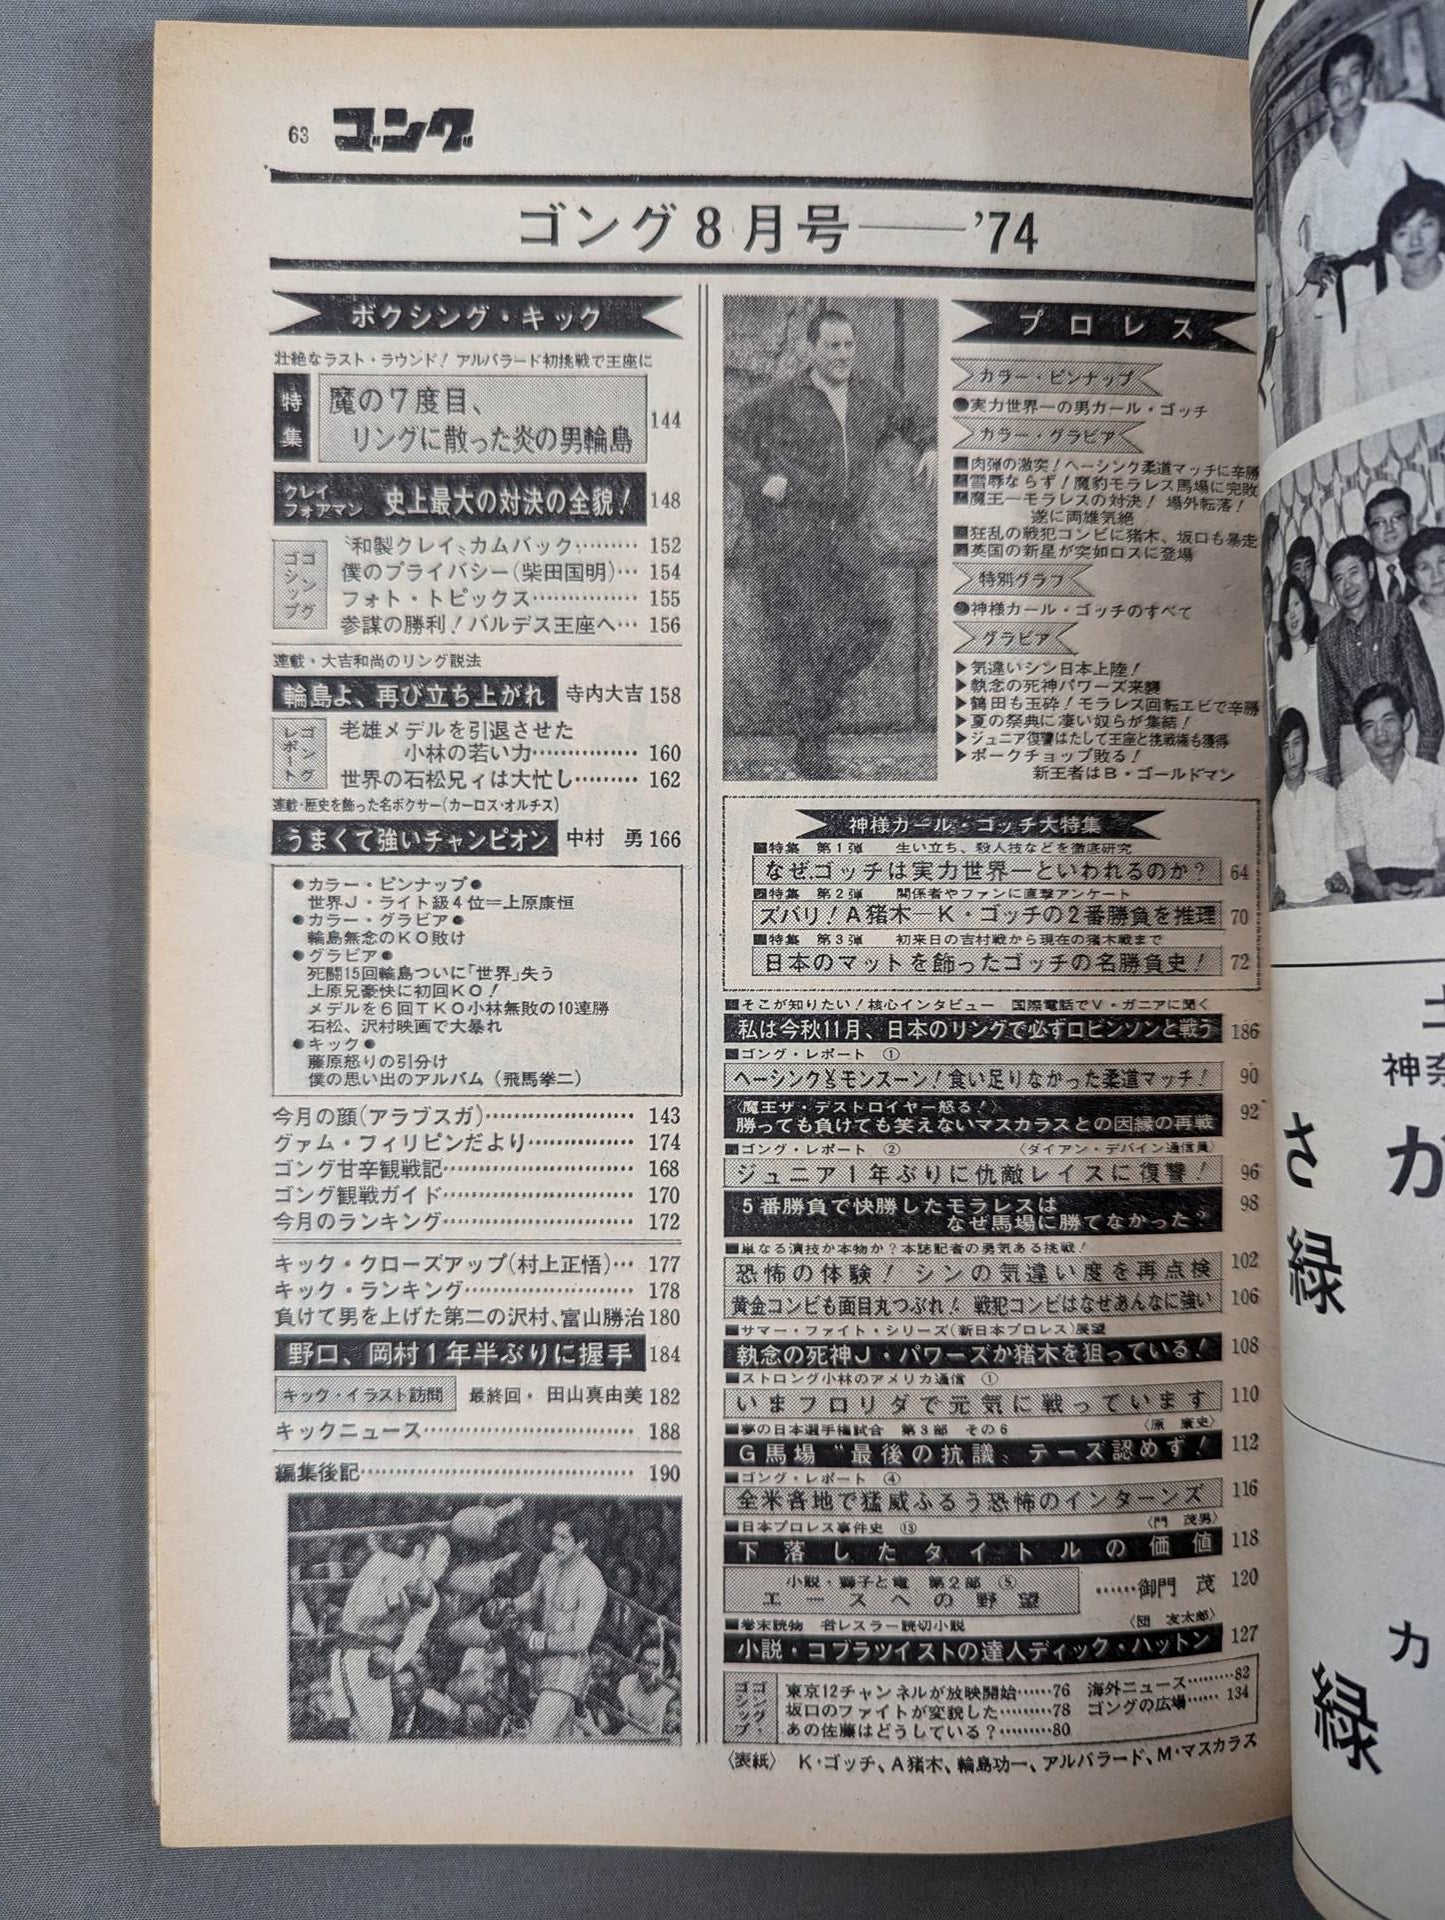 63 ゴング
ゴング8月号――'74
ボクシング・キック
壮絶なラスト・ラウンド! アルバラード初挑戦で王座に
特集
魔の7度目、
リングに散った炎の男輪島
144
クレイ
フォアマン
史上最大の対決の全貌!
148
ゴング
ゴシップ
“和製クレイ”カムバック………152
僕のプライバシー(柴田国明)…154
フォト・トピックス……………155
参謀の勝利! バルデス王座へ…156
連載・大吉和尚のリング説法
輪島よ、再び立ち上がれ 寺内大吉 158
ゴング
レポート
老雄メデルを引退させた
小林の若い力……………160
世界の石松兄ィは大忙し………162
連載・歴史を飾った名ボクサー(カーロス・オルチス)
うまくて強いチャンピオン 中村 勇 166
●カラー・ピンナップ●
世界J・ライト級4位=上原康恒
●カラー・グラビア●
輪島無念のKO敗け
●グラビア●
死闘15回輪島ついに「世界」失う
上原兄豪快に初回KO!
メデルを6回TKO小林無敗の10連勝
石松、沢村映画で大暴れ
●キック●
藤原怒りの引分け
僕の思い出のアルバム(飛馬拳二)
今月の顔(アラブスガ)…………………143
グァム・フィリピンだより……………174
ゴング甘辛観戦記………………………168
ゴング観戦ガイド………………………170
今月のランキング………………………172
キック・クローズアップ(村上正悟)…177
キック・ランキング……………………178
負けて男を上げた第二の沢村、富山勝治 180
野口、岡村1年半ぶりに握手 184
キック・イラスト訪問 最終回・田山真由美 182
キックニュース…………………………188
編集後記…………………………………190
プロレス
カラー・ピンナップ
●実力世界一の男カール・ゴッチ
カラー・グラビア
■肉弾の激突! ヘーシンク柔道マッチに辛勝
■雪辱ならず! 魔豹モラレス馬場に完敗
■魔王―モラレスの対決! 場外転落!
遂に両雄気絶
■狂乱の戦犯コンビに猪木、坂口も暴走
■英国の新星が突如ロスに登場
特別グラフ
●神様カール・ゴッチのすべて
グラビア
▶気違いシン日本上陸!
▶執念の死神パワーズ来襲
▶鶴田も玉砕! モラレス回転エビで辛勝
▶夏の祭典に凄い奴らが集結!
▶ジュニア復讐はたして王座と挑戦権も獲得
▶ポークチョップ敗る!
新王者はB・ゴールドマン
神様カール・ゴッチ大特集
■特集 第1弾 生い立ち、殺人技などを徹底研究
なぜ、ゴッチは実力世界一といわれるのか? 64
■特集 第2弾 関係者やファンに直撃アンケート
ズバリ! A猪木―K・ゴッチの2番勝負を推理 70
■特集 第3弾 初来日の吉村戦から現在の猪木戦まで
日本のマットを飾ったゴッチの名勝負史! 72
■そこが知りたい! 核心インタビュー 国際電話でV・ガニアに聞く
私は今秋11月、日本のリングで必ずロビンソンと戦う 186
■ゴング・レポート ①
ヘーシンク VS モンスーン! 食い足りなかった柔道マッチ! 90
〈魔王ザ・デストロイヤー怒る!〉
勝っても負けても笑えないマスカラスとの因縁の再戦 92
■ゴング・レポート ② 〈ダイアン・デバイン通信員〉
ジュニア1年ぶりに仇敵レイスに復讐! 96
5番勝負で快勝したモラレスは
なぜ馬場に勝てなかった? 98
■単なる演技か本物か? 本誌記者の勇気ある挑戦!
恐怖の体験! シンの気違い度を再点検 102
黄金コンビも面目丸つぶれ! 戦犯コンビはなぜあんなに強い 106
■サマー・ファイト・シリーズ(新日本プロレス)展望
執念の死神J・パワーズが猪木を狙っている! 108
■ストロング小林のアメリカ通信 ①
いまフロリダで元気に戦っています 110
■夢の日本選手権試合 第3部 その6 〈原 康史〉
G馬場“最後の抗議”テーズ認めず! 112
■ゴング・レポート ④
全米各地で猛威ふるう恐怖のインターンズ 116
■日本プロレス事件史 ⑬ 〈門 茂男〉
下落したタイトルの価値 118
小説・獅子と竜 第2部 ⑤
エースへの野望 ……御門 茂 120
■巻末読物 名レスラー読切小説 〈団 友太郎〉
小説・コブラツイストの達人ディック・ハットン 127
ゴング
ゴシップ・
東京12チャンネルが放映開始……76
坂口のファイトが変貌した………78
あの佐藤はどうしている?………80
海外ニュース………82
ゴングの広場……134
〈表紙〉 K・ゴッチ、A猪木、輪島功一、アルバラード、M・マスカラス
神奈
さ
緑
が
カ
緑